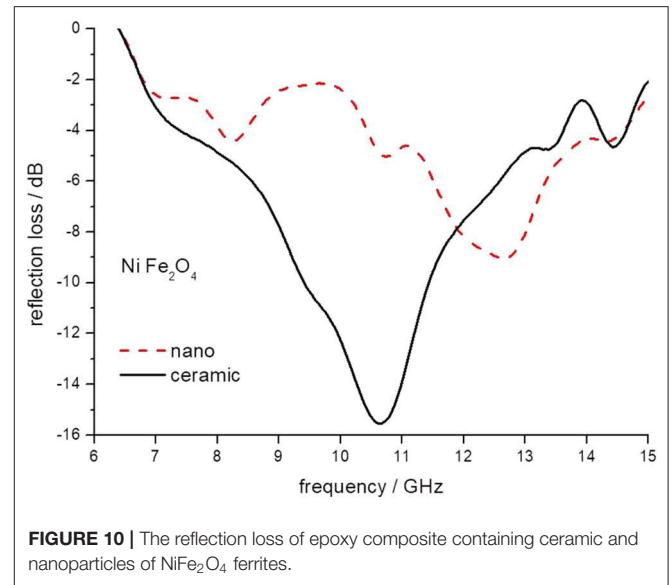 0
-2
-4
-6
-8
-10
-12
-14
-16
reflection loss / dB
Ni Fe₂O₄
nano
ceramic
6 7 8 9 10 11 12 13 14 15
frequency / GHz
FIGURE 10 | The reflection loss of epoxy composite containing ceramic and
nanoparticles of NiFe₂O₄ ferrites.